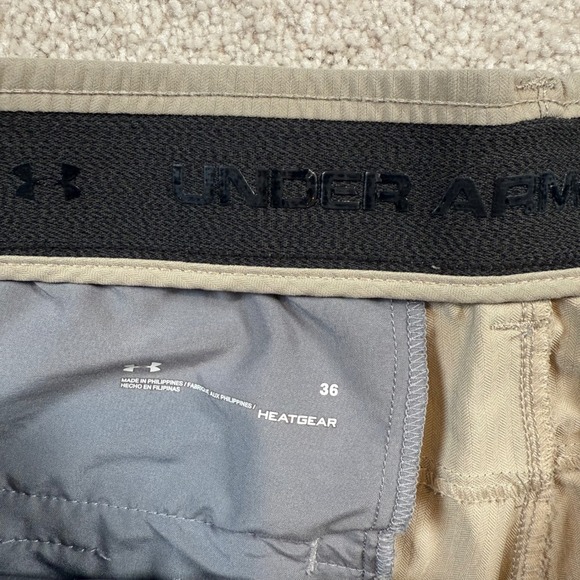 UNDER ARM
MADE IN PHILIPPINES / FABRIQUÉ AUX PHILIPPINES /
HECHO EN FILIPINAS
36
HEATGEAR